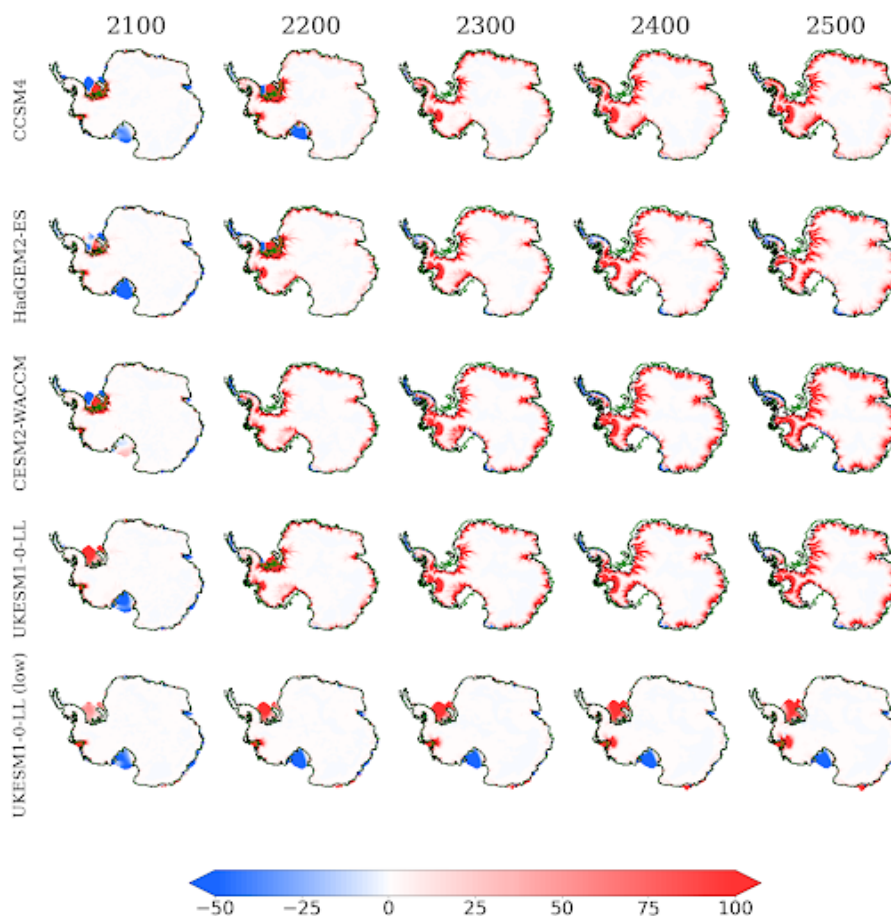 2100 2200 2300 2400 2500
CCSM4
HadGEM2-ES
CESM2-WACCM
UKESM1-0-LL
UKESM1-0-LL (low)
−50 −25 0 25 50 75 100